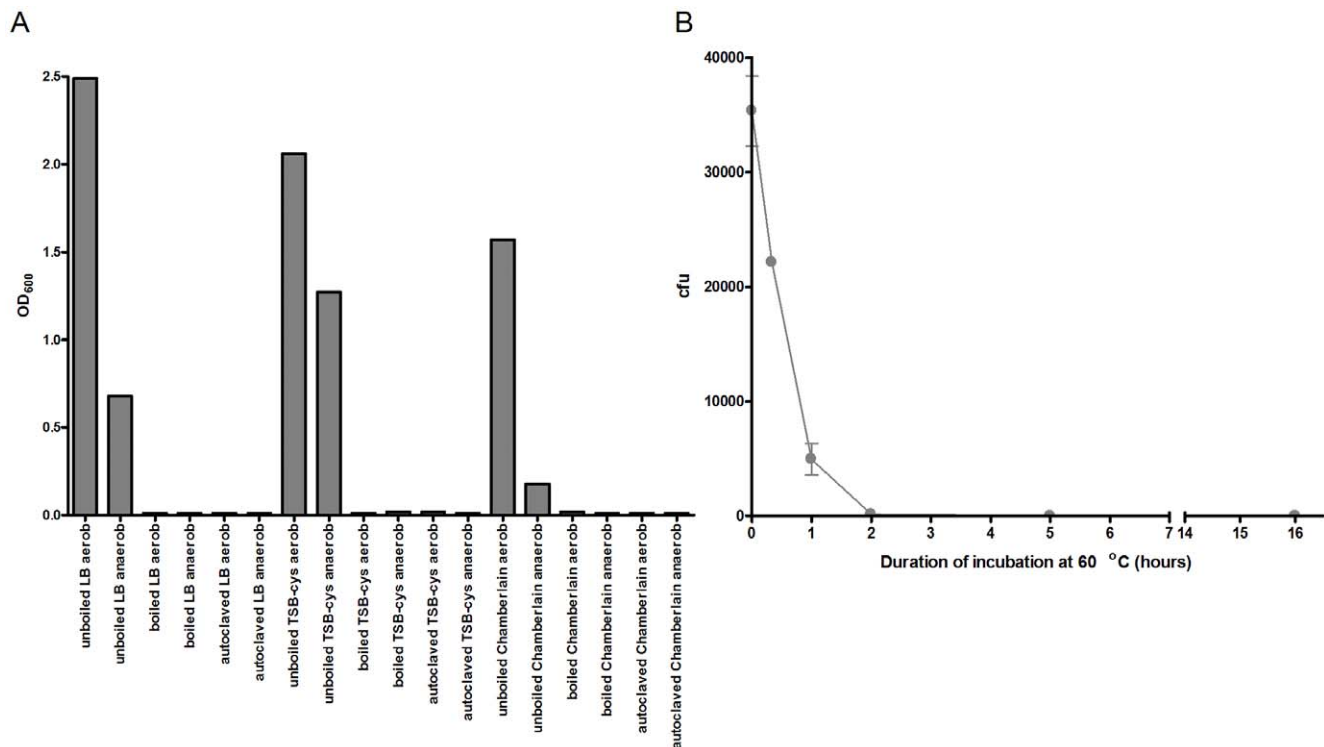 A
B
2.5
2.0
1.5
1.0
0.5
0.0
OD600
unboiled LB aerob
unboiled LB anaerob
boiled LB aerob
boiled LB anaerob
autoclaved LB aerob
autoclaved LB anaerob
unboiled TSB-cys aerob
unboiled TSB-cys anaerob
boiled TSB-cys aerob
boiled TSB-cys anaerob
autoclaved TSB-cys aerob
autoclaved TSB-cys anaerob
unboiled Chamberlain aerob
unboiled Chamberlain anaerob
boiled Chamberlain aerob
boiled Chamberlain anaerob
autoclaved Chamberlain aerob
autoclaved Chamberlain anaerob
40000
30000
20000
10000
0
cfu
0 1 2 3 4 5 6 7 14 15 16
Duration of incubation at 60 °C (hours)